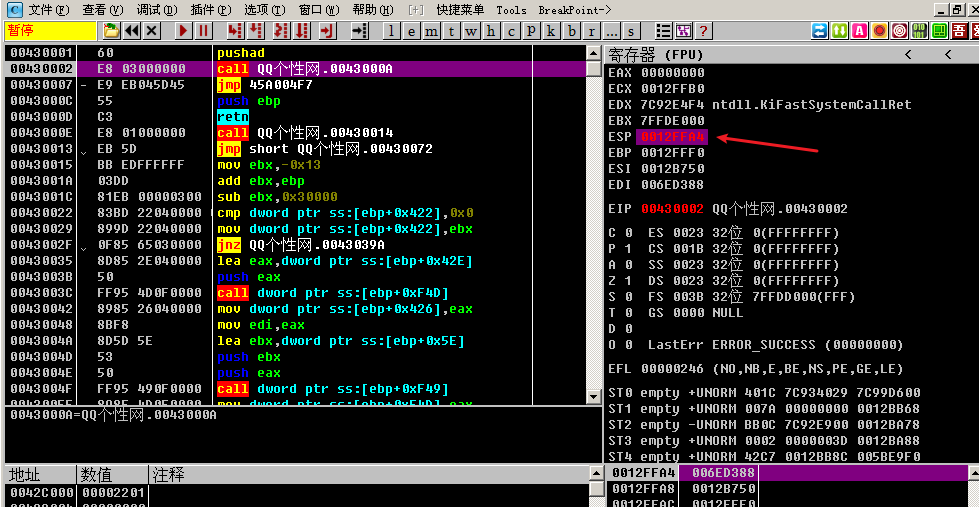 C 文件(F) 查看(V) 调试(D) 插件(P) 选项(T) 窗口(W) 帮助(H) [+] 快捷菜单 Tools BreakPoint->
暂停 l e m t w h c p k b r ... s ? A 吾
00430001 60 pushad
00430002 E8 03000000 call QQ个性网.0043000A
00430007 - E9 EB045D45 jmp 45A004F7
0043000C 55 push ebp
0043000D C3 retn
0043000E E8 01000000 call QQ个性网.00430014
00430013 EB 5D jmp short QQ个性网.00430072
00430015 BB EDFFFFFF mov ebx,-0x13
0043001A 03DD add ebx,ebp
0043001C 81EB 00000300 sub ebx,0x30000
00430022 83BD 22040000 0 cmp dword ptr ss:[ebp+0x422],0x0
00430029 899D 22040000 mov dword ptr ss:[ebp+0x422],ebx
0043002F 0F85 65030000 jnz QQ个性网.0043039A
00430035 8D85 2E040000 lea eax,dword ptr ss:[ebp+0x42E]
0043003B 50 push eax
0043003C FF95 4D0F0000 call dword ptr ss:[ebp+0xF4D]
00430042 8985 26040000 mov dword ptr ss:[ebp+0x426],eax
00430048 8BF8 mov edi,eax
0043004A 8D5D 5E lea ebx,dword ptr ss:[ebp+0x5E]
0043004D 53 push ebx
0043004E 50 push eax
0043004F FF95 490F0000 call dword ptr ss:[ebp+0xF49]
0043000A=QQ个性网.0043000A
寄存器 (FPU) < <
EAX 00000000
ECX 0012FFB0
EDX 7C92E4F4 ntdll.KiFastSystemCallRet
EBX 7FFDE000
ESP 0012FFA4
EBP 0012FFF0
ESI 0012B750
EDI 006ED388
EIP 00430002 QQ个性网.00430002
C 0 ES 0023 32位 0(FFFFFFFF)
P 1 CS 001B 32位 0(FFFFFFFF)
A 0 SS 0023 32位 0(FFFFFFFF)
Z 1 DS 0023 32位 0(FFFFFFFF)
S 0 FS 003B 32位 7FFDD000(FFF)
T 0 GS 0000 NULL
D 0
O 0 LastErr ERROR_SUCCESS (00000000)
EFL 00000246 (NO,NB,E,BE,NS,PE,GE,LE)
ST0 empty +UNORM 401C 7C934029 7C99D600
ST1 empty +UNORM 007A 00000000 0012BB68
ST2 empty -UNORM BB0C 7C92E900 0012BA78
ST3 empty +UNORM 0002 0000003D 0012BA88
ST4 empty +UNORM 42C7 0012BB8C 005BE9F0
地址 数值 注释
0042C000 00002201
0012FFA4 006ED388
0012FFA8 0012B750